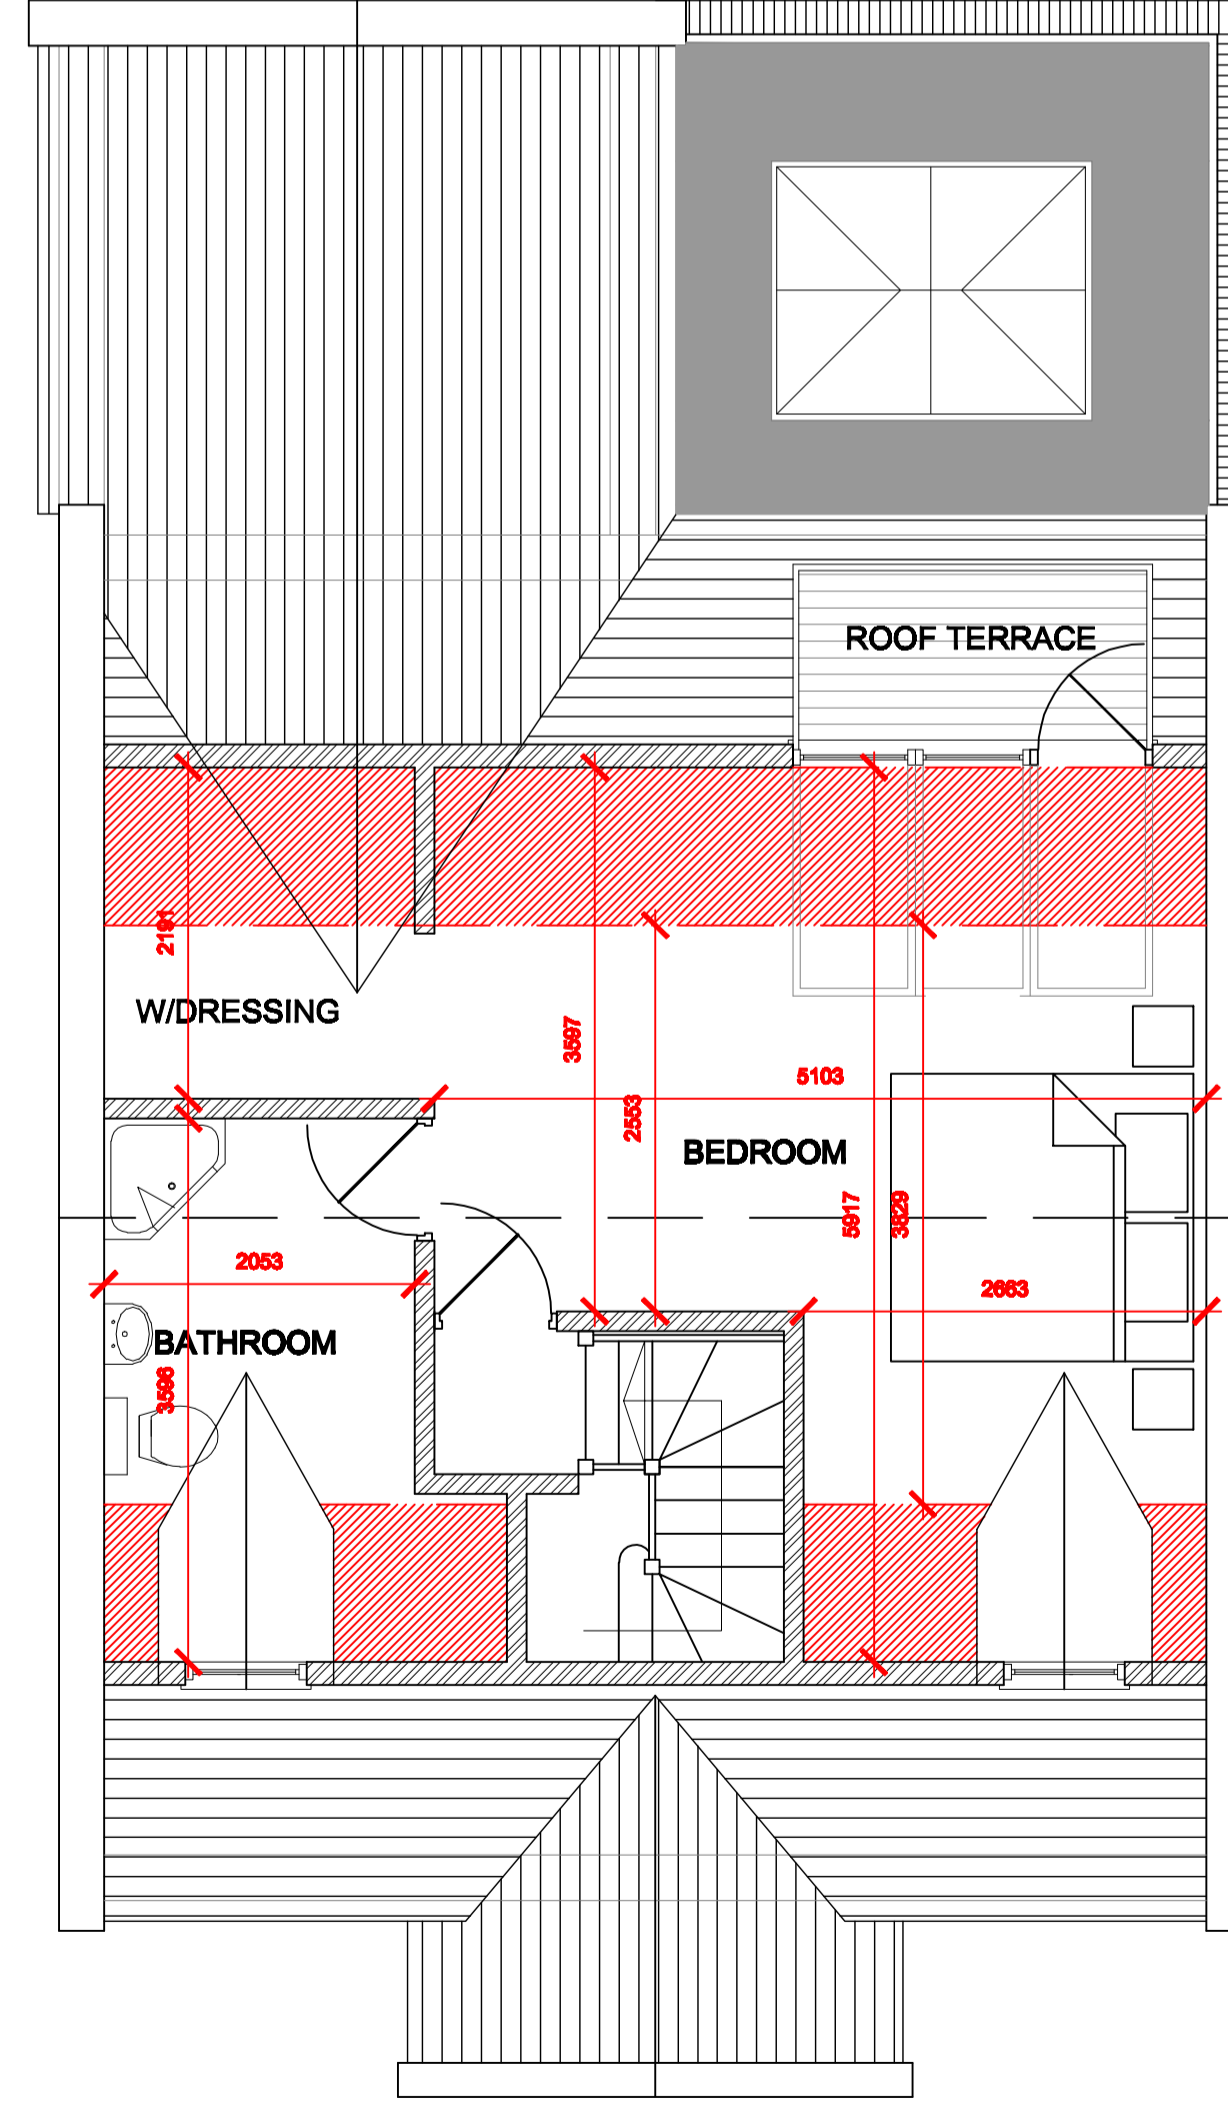 ROOF TERRACE
2191
W/DRESSING
3597
5103
2553
BEDROOM
5917
3829
2053
2663
BATHROOM
3596